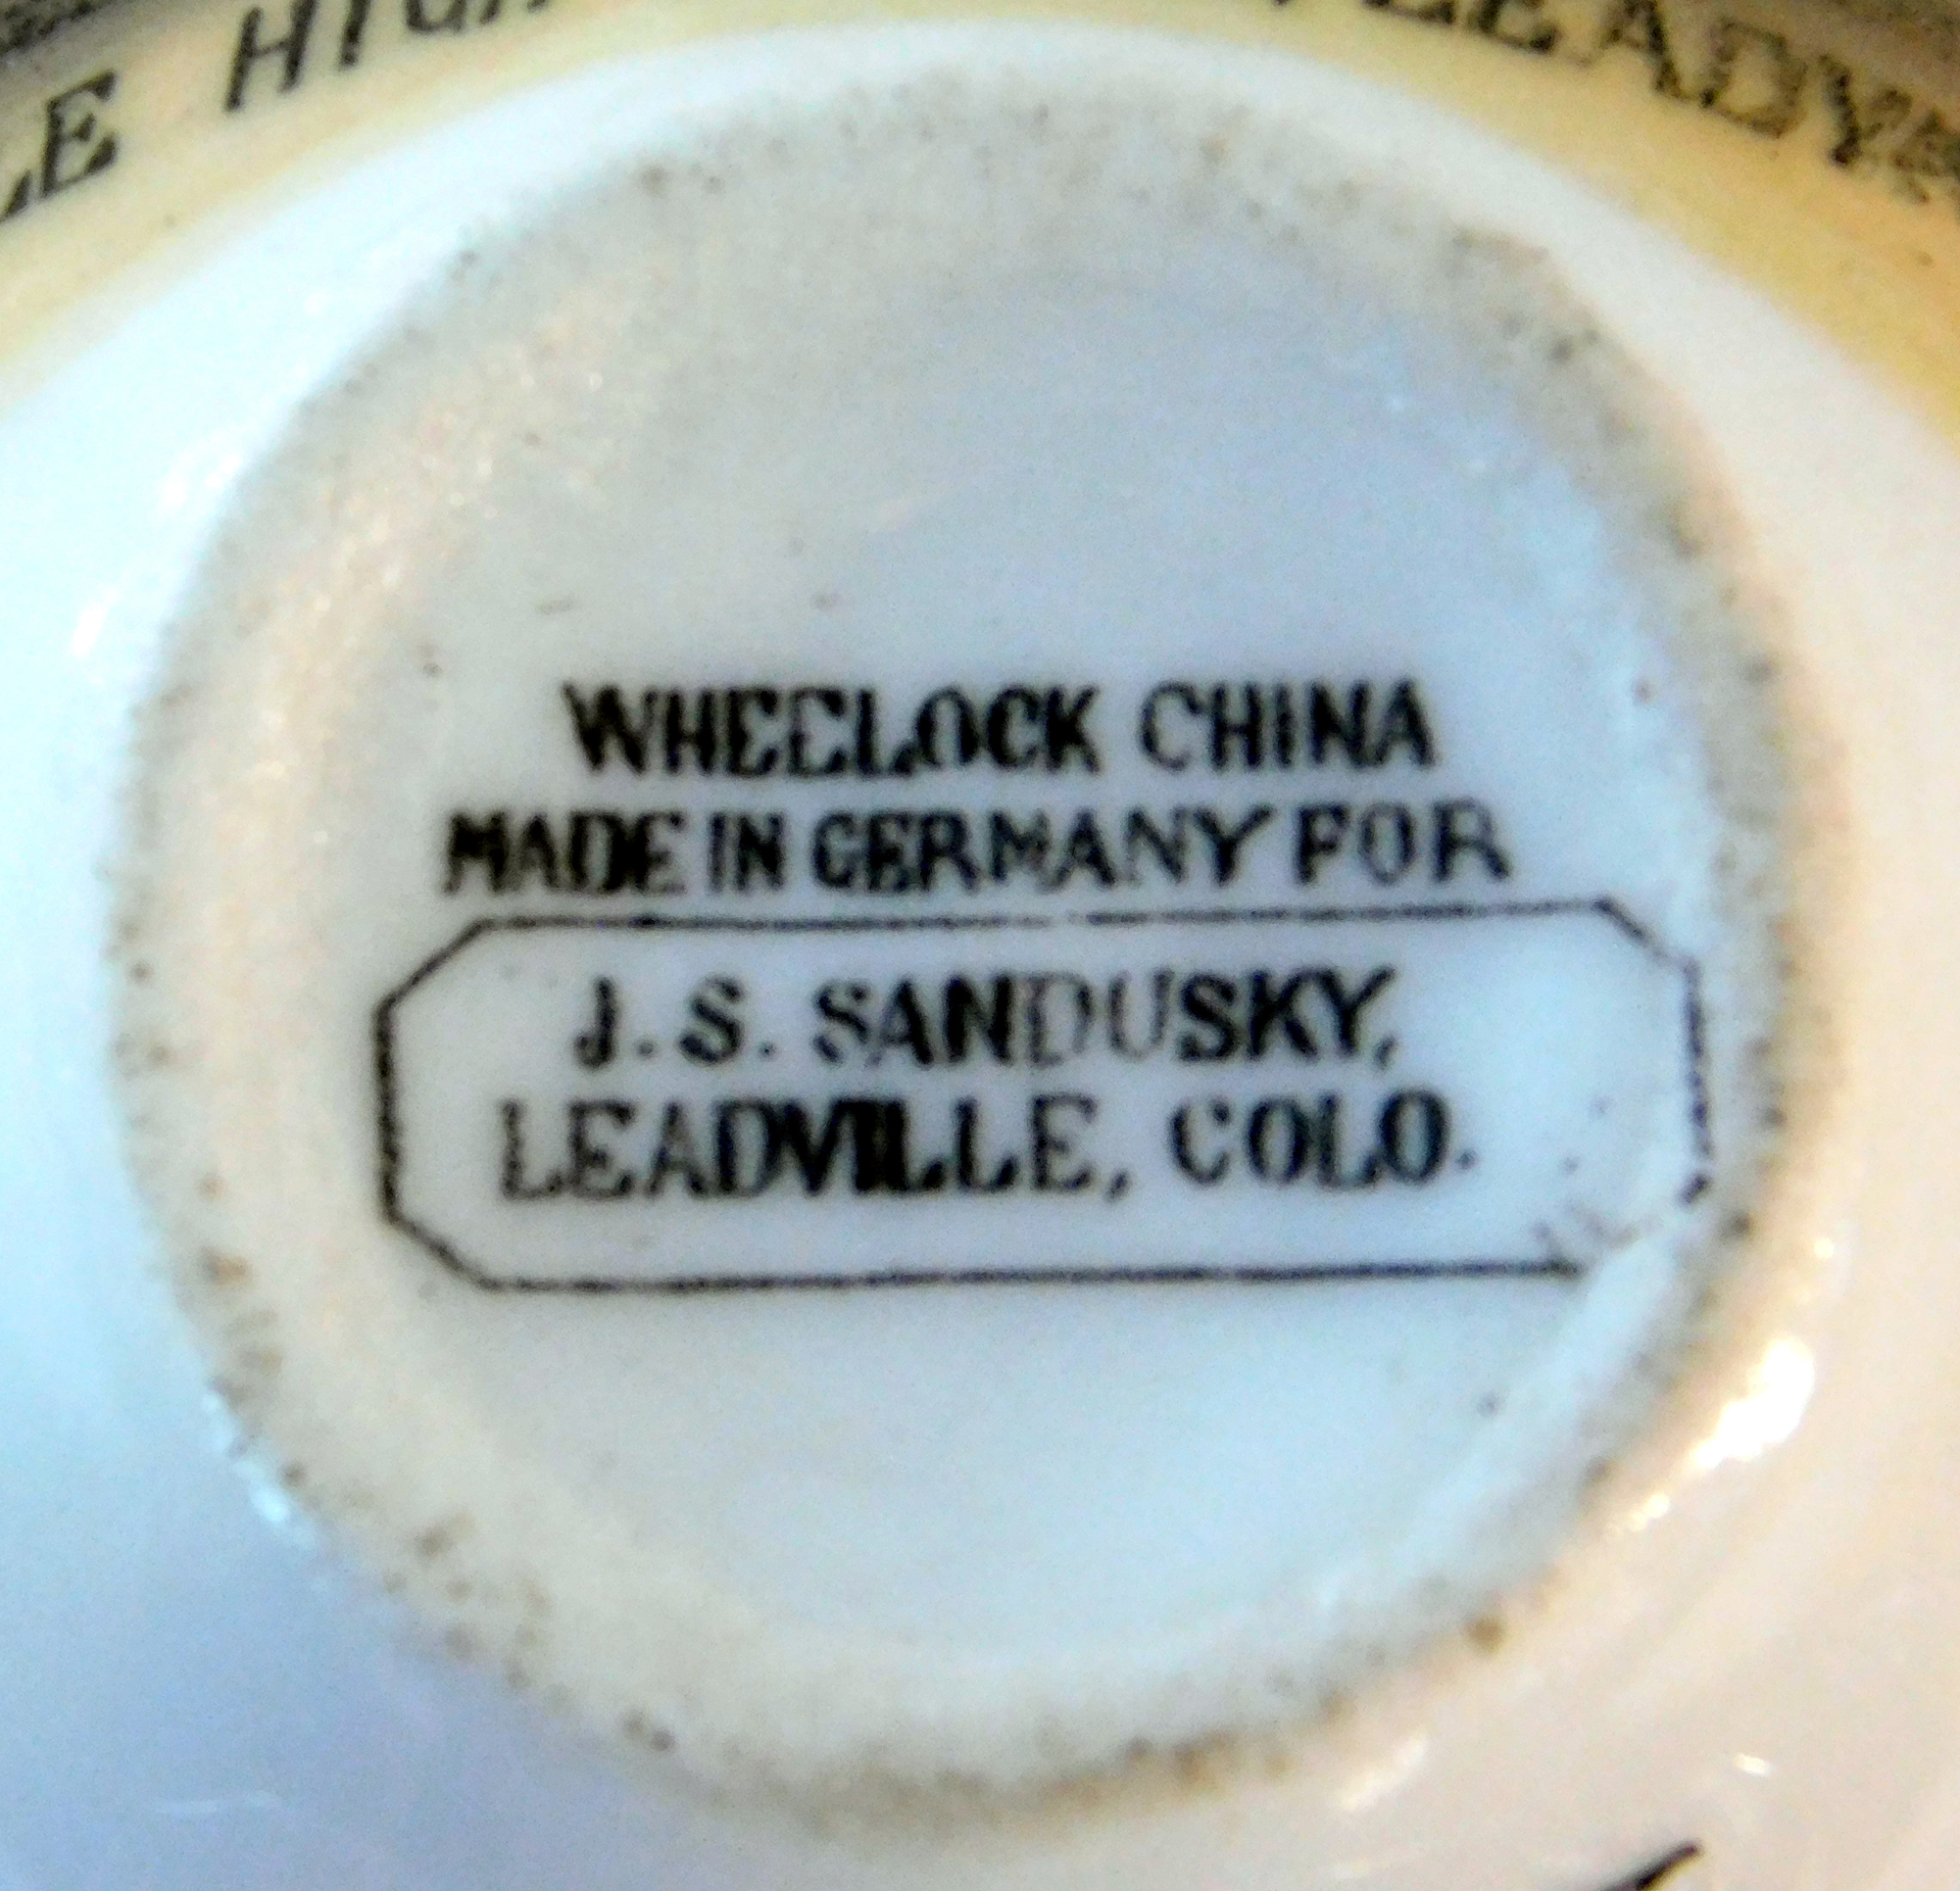 WHEELOCK CHINA
MADE IN GERMANY FOR
J. S. SANDUSKY,
LEADVILLE, COLO.